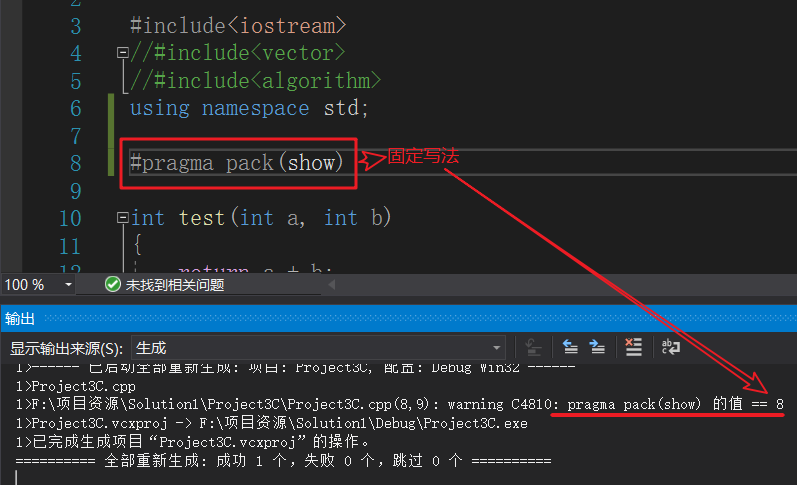 3 #include<iostream>
4 //#include<vector>
5 //#include<algorithm>
6 using namespace std;
7
8 #pragma pack(show) 固定写法
9
10 int test(int a, int b)
11 {
100 % 未找到相关问题
输出
显示输出来源(S): 生成
1>------ 已启动全部重新生成: 项目: Project3C, 配置: Debug Win32 ------
1>Project3C.cpp
1>F:\项目资源\Solution1\Project3C\Project3C.cpp(8,9): warning C4810: pragma pack(show) 的值 == 8
1>Project3C.vcxproj -> F:\项目资源\Solution1\Debug\Project3C.exe
1>已完成生成项目“Project3C.vcxproj”的操作。
========== 全部重新生成: 成功 1 个，失败 0 个，跳过 0 个 ==========